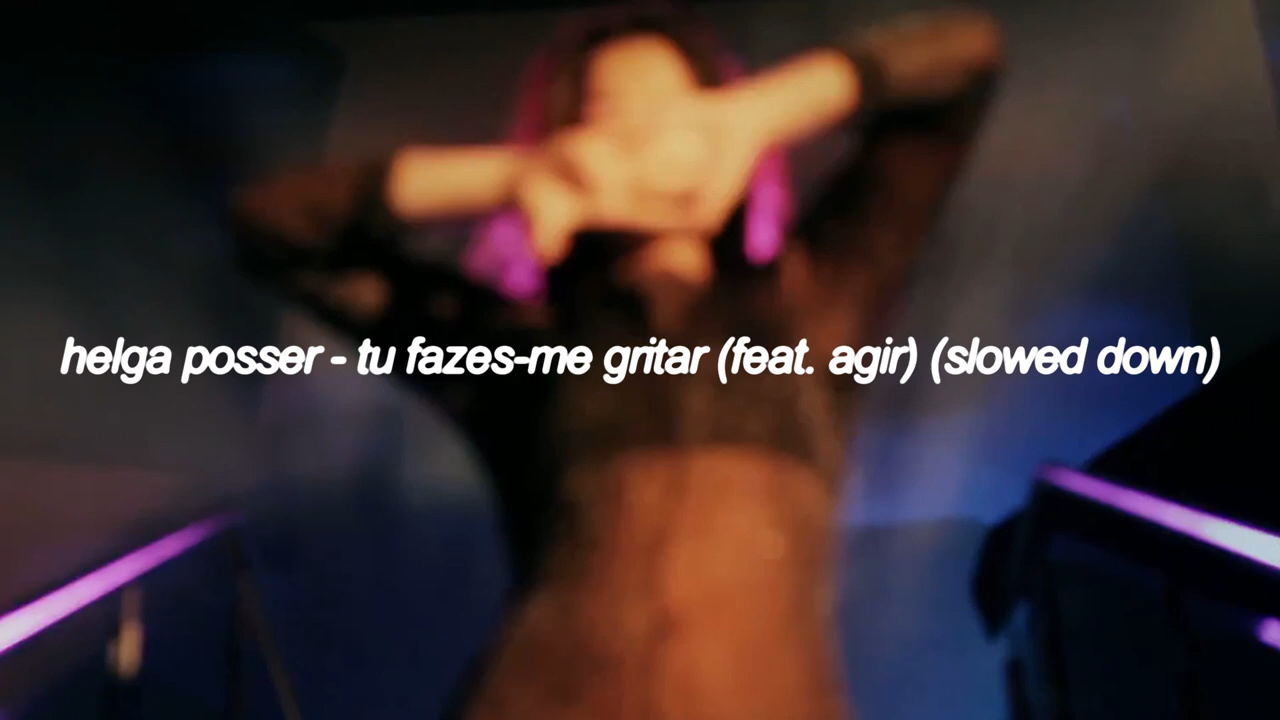 helga posser - tu fazes-me gritar (feat. agir) (slowed down)